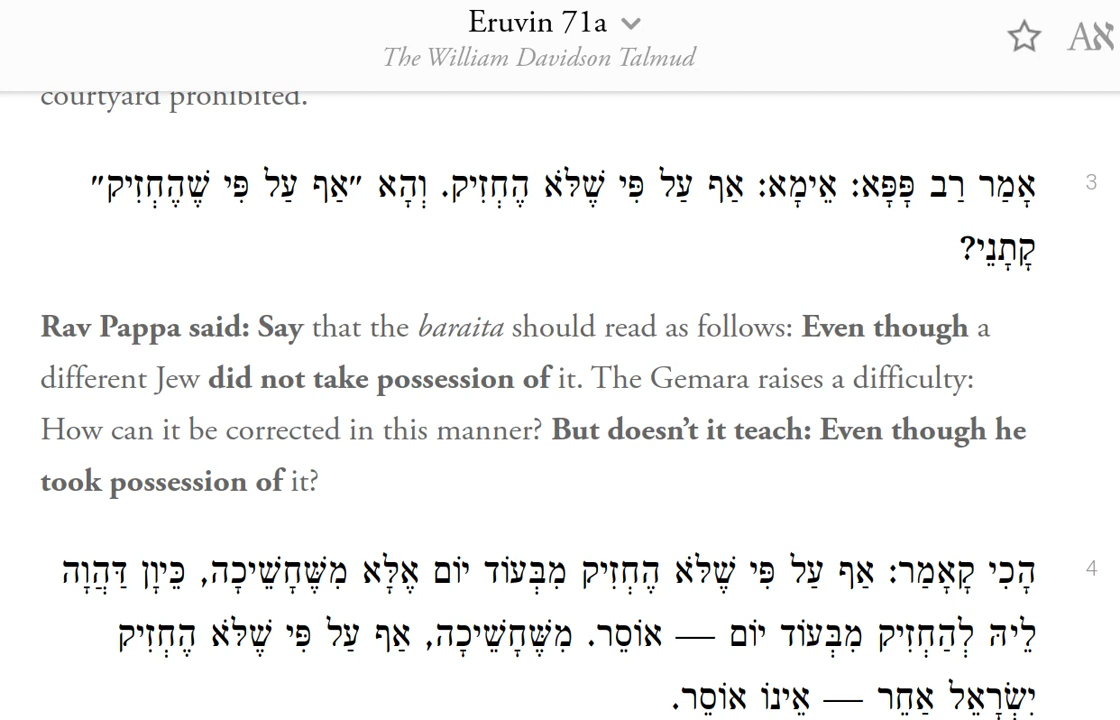 Eruvin 71a
The William Davidson Talmud
Aא
courtyard prohibited.
אָמַר רַב פָּפָּא: אֵימָא: אַף עַל פִּי שֶׁלֹּא הֶחְזִיק. וְהָא ״אַף עַל פִּי שֶׁהֶחְזִיק״
3
קָתָנֵי?
Rav Pappa said: Say that the baraita should read as follows: Even though a
different Jew did not take possession of it. The Gemara raises a difficulty:
How can it be corrected in this manner? But doesn’t it teach: Even though he
took possession of it?
הָכִי קָאָמַר: אַף עַל פִּי שֶׁלֹּא הֶחְזִיק מִבְּעוֹד יוֹם אֶלָּא מִשֶּׁחָשֵׁיכָה, כֵּיוָן דַּהֲוָה
4
לֵיהּ לְהַחְזִיק מִבְּעוֹד יוֹם — אוֹסֵר. מִשֶּׁחָשֵׁיכָה, אַף עַל פִּי שֶׁלֹּא הֶחְזִיק
יִשְׂרָאֵל אַחֵר — אֵינוֹ אוֹסֵר.